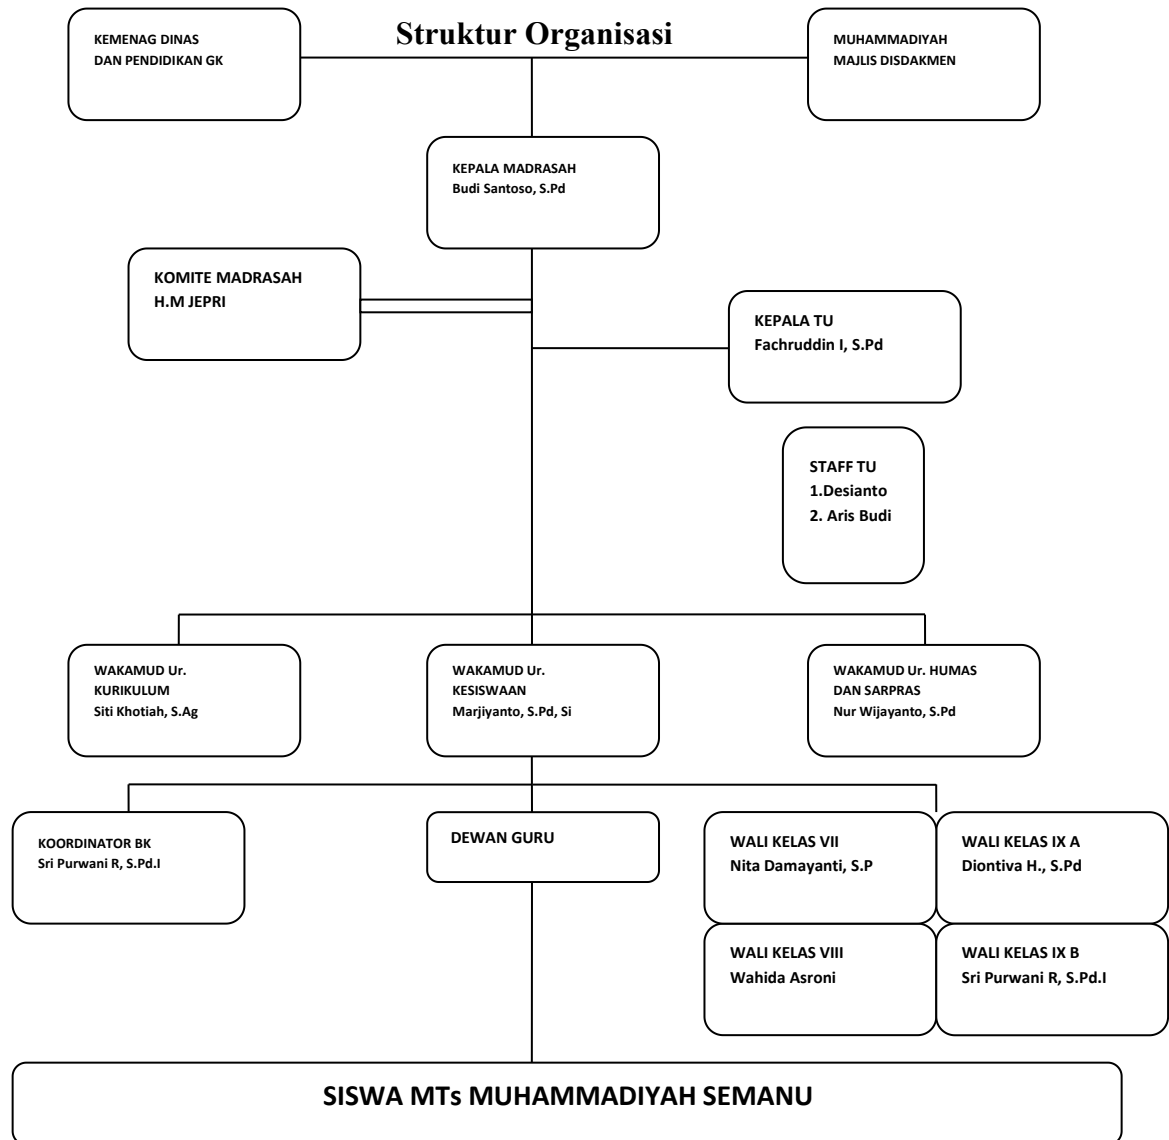 Struktur Organisasi
KEMENAG DINAS
DAN PENDIDIKAN GK
MUHAMMADIYAH
MAJLIS DISDAKMEN
KEPALA MADRASAH
Budi Santoso, S.Pd
KOMITE MADRASAH
H.M JEPRI
KEPALA TU
Fachruddin I, S.Pd
STAFF TU
1.Desianto
2. Aris Budi
WAKAMUD Ur.
KURIKULUM
Siti Khotiah, S.Ag
WAKAMUD Ur.
KESISWAAN
Marjiyanto, S.Pd, Si
WAKAMUD Ur. HUMAS
DAN SARPRAS
Nur Wijayanto, S.Pd
KOORDINATOR BK
Sri Purwani R, S.Pd.I
DEWAN GURU
WALI KELAS VII
Nita Damayanti, S.P
WALI KELAS IX A
Diontiva H., S.Pd
WALI KELAS VIII
Wahida Asroni
WALI KELAS IX B
Sri Purwani R, S.Pd.I
SISWA MTs MUHAMMADIYAH SEMANU